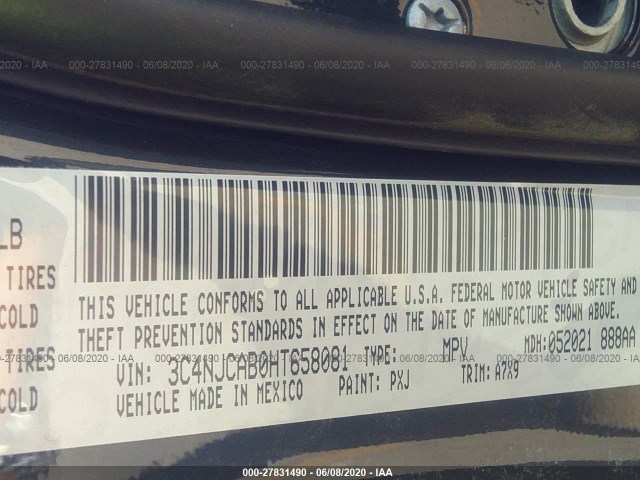 000-27831490 - 06/08/2020 - IAA
LB
TIRES
COLD
TIRES
COLD
THIS VEHICLE CONFORMS TO ALL APPLICABLE U.S.A. FEDERAL MOTOR VEHICLE SAFETY AND
THEFT PREVENTION STANDARDS IN EFFECT ON THE DATE OF MANUFACTURE SHOWN ABOVE.
VIN: 3C4NJCAB0HT658081 TYPE: MPV MDH:052021 888AA
VEHICLE MADE IN MEXICO PAINT: PXJ TRIM: A7X9
000-27831490 - 06/08/2020 - IAA